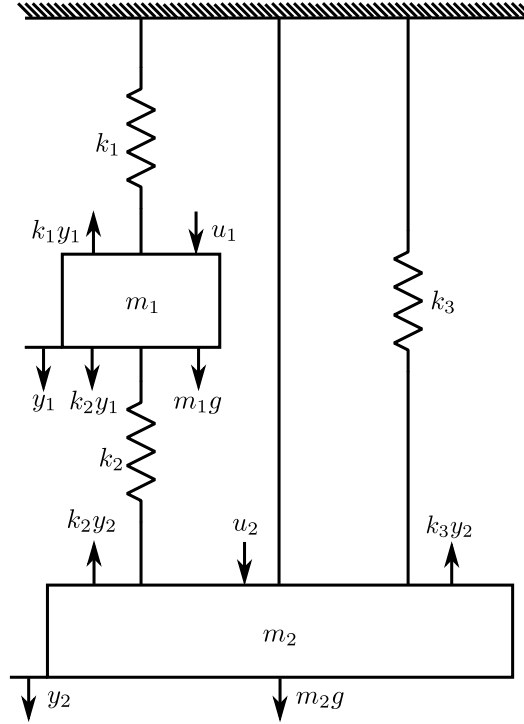 k₁
k₁y₁
u₁
m₁
k₃
y₁
k₂y₁
m₁g
k₂
k₂y₂
u₂
k₃y₂
m₂
y₂
m₂g